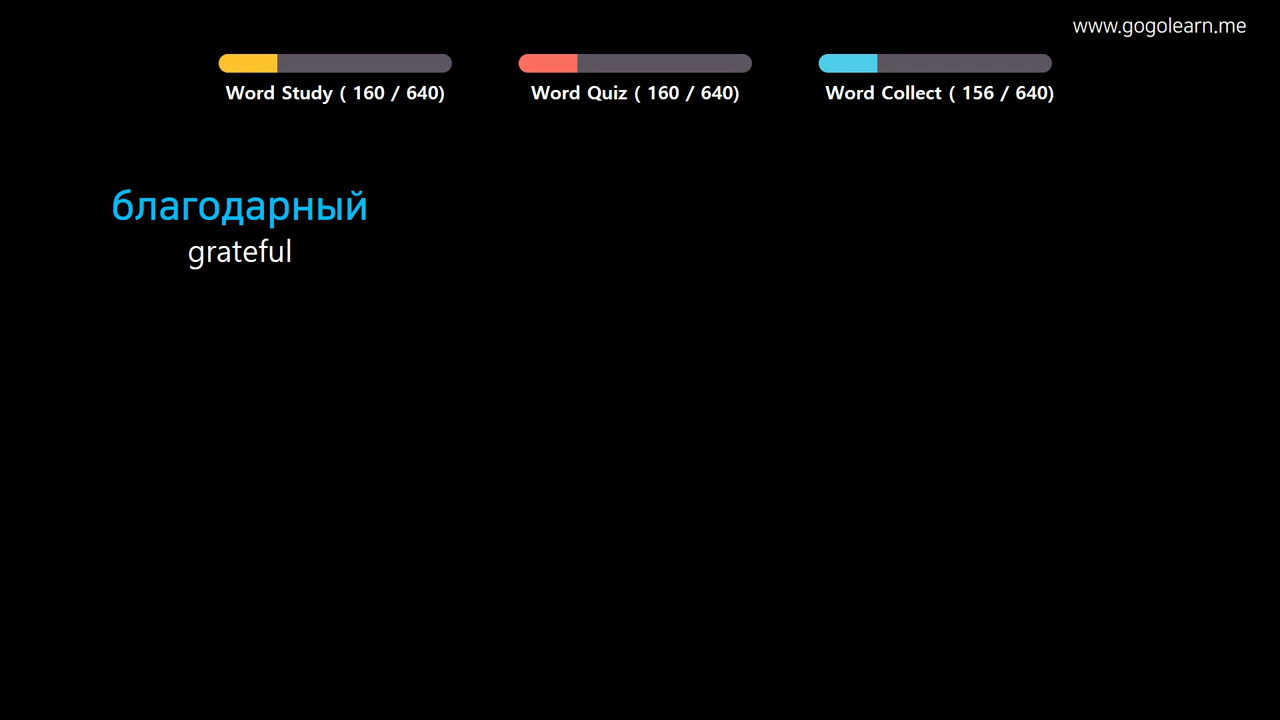 www.gogolearn.me
Word Study ( 160 / 640)
Word Quiz ( 160 / 640)
Word Collect ( 156 / 640)
благодарный
grateful